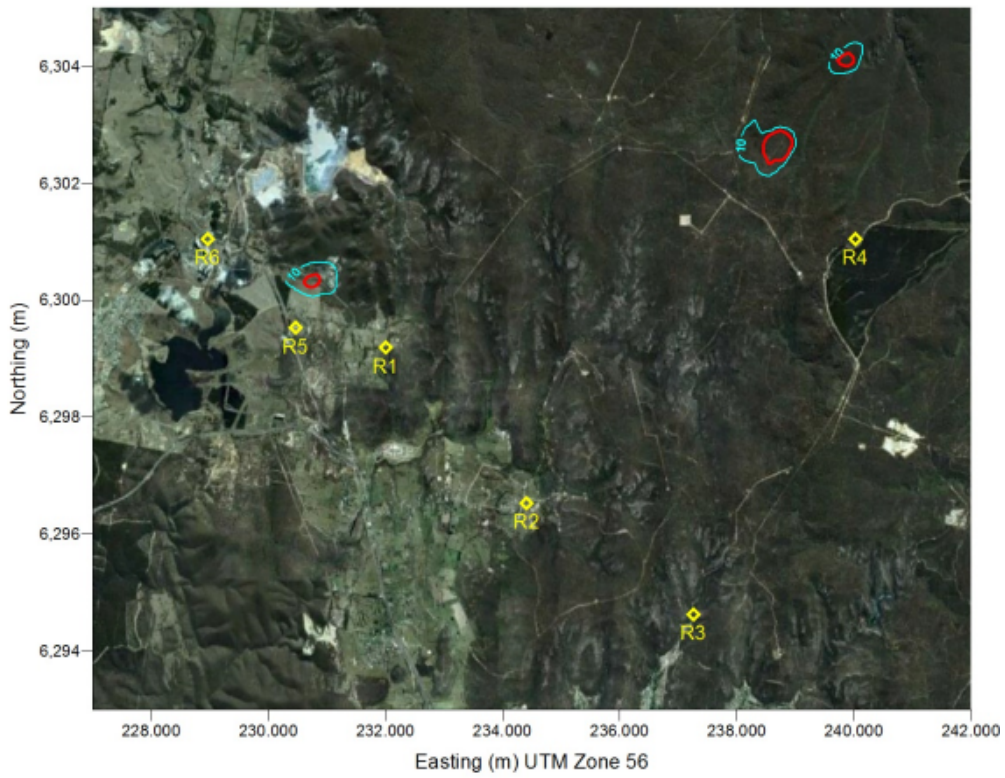 10
6,304
10
6,302
R6
R4
10
6,300
R5
R1
Northing (m)
6,298
R2
6,296
R3
6,294
228.000 230.000 232.000 234.000 236.000 238.000 240.000 242.000
Easting (m) UTM Zone 56